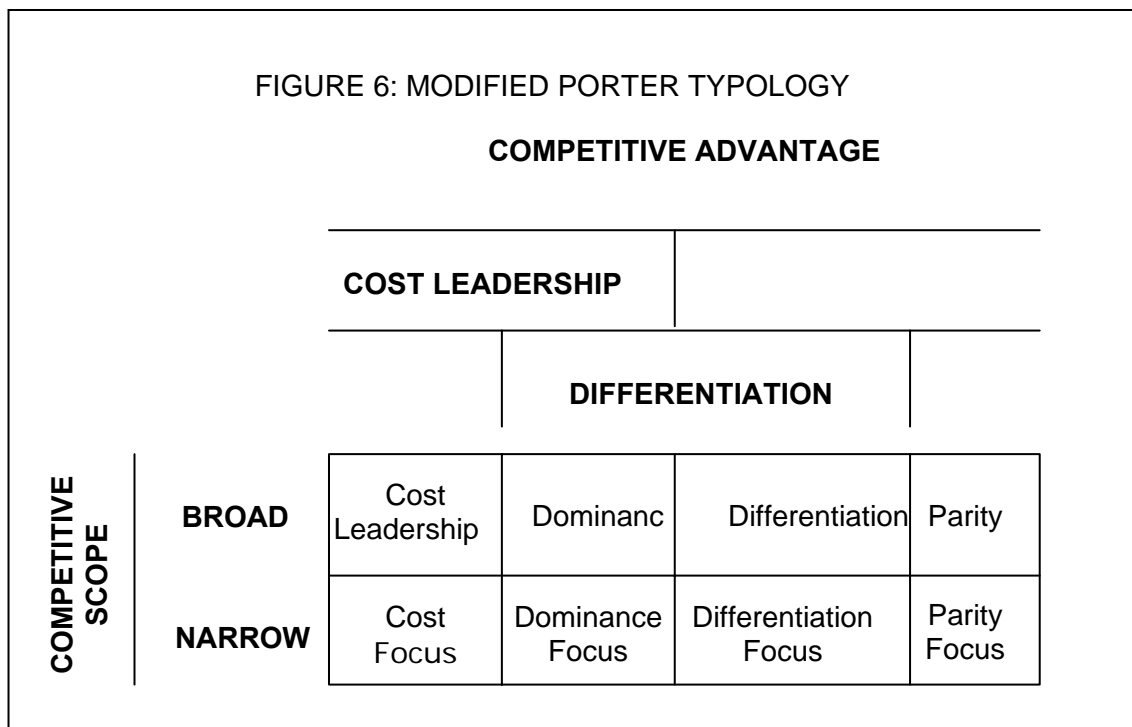 FIGURE 6: MODIFIED PORTER TYPOLOGY
COMPETITIVE ADVANTAGE
COST LEADERSHIP
DIFFERENTIATION
COMPETITIVE
SCOPE
BROAD
Cost
Leadership
Dominanc
Differentiation
Parity
NARROW
Cost
Focus
Dominance
Focus
Differentiation
Focus
Parity
Focus